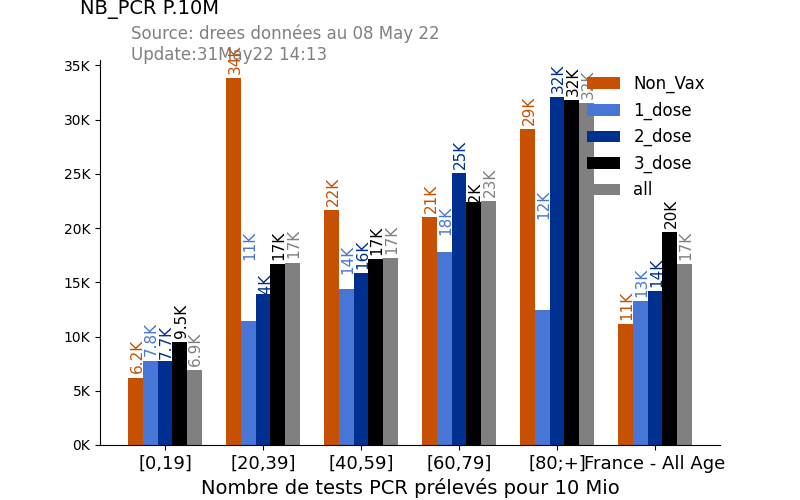 NB_PCR P.10M
Source: drees données au 08 May 22
Update:31May22 14:13
35K
30K
25K
20K
15K
10K
5K
0K
6.2K
7.8K
7.7K
9.5K
6.9K
34K
11K
14K
17K
17K
22K
14K
16K
17K
17K
21K
18K
25K
22K
23K
29K
12K
32K
32K
32K
11K
13K
14K
20K
17K
Non_Vax
1_dose
2_dose
3_dose
all
[0,19] [20,39] [40,59] [60,79] [80;+] France - All Age
Nombre de tests PCR prélevés pour 10 Mio